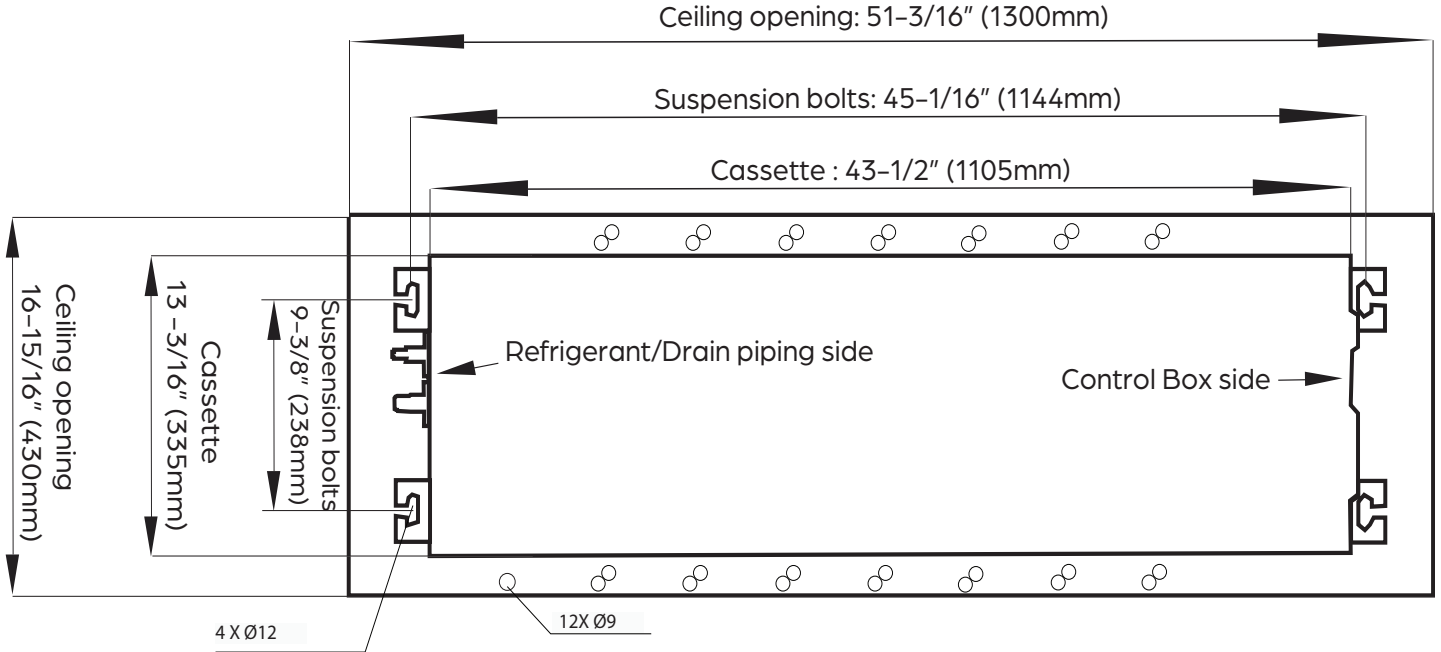 Ceiling opening: 51-3/16" (1300mm)
Suspension bolts: 45-1/16" (1144mm)
Cassette : 43-1/2" (1105mm)
Ceiling opening
16-15/16" (430mm)
Cassette
13 -3/16" (335mm)
Suspension bolts
9-3/8" (238mm)
Refrigerant/Drain piping side
Control Box side
4 X Ø12
12X Ø9